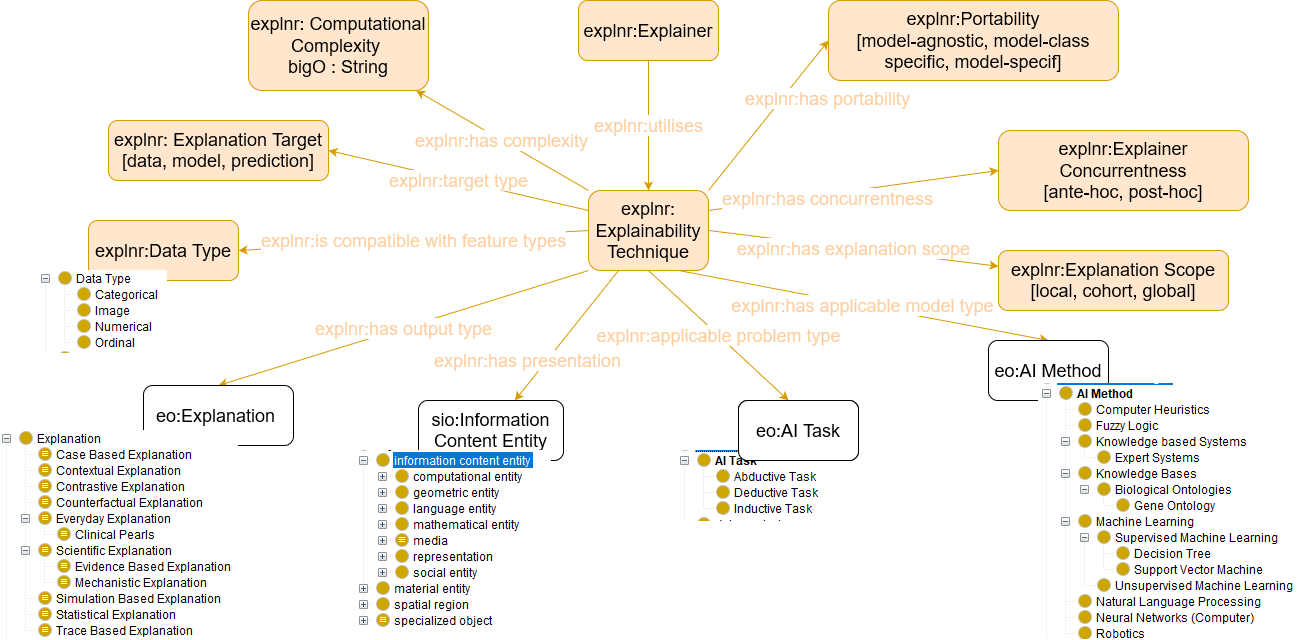 explnr: Computational
Complexity
bigO : String
explnr:Explainer
explnr:Portability
[model-agnostic, model-class
specific, model-specif]
explnr:has portability
explnr:utilises
explnr:has complexity
explnr: Explanation Target
[data, model, prediction]
explnr:target type
explnr:Explainer
Concurrentness
[ante-hoc, post-hoc]
explnr:has concurrentness
explnr:
Explainability
Technique
explnr:Data Type
explnr:is compatible with feature types
explnr:has explanation scope
explnr:Explanation Scope
[local, cohort, global]
Data Type
Categorical
Image
Numerical
Ordinal
explnr:has applicable model type
explnr:has output type
explnr:applicable problem type
explnr:has presentation
eo:Explanation
Explanation
Case Based Explanation
Contextual Explanation
Contrastive Explanation
Counterfactual Explanation
Everyday Explanation
Clinical Pearls
Scientific Explanation
Evidence Based Explanation
Mechanistic Explanation
Simulation Based Explanation
Statistical Explanation
Trace Based Explanation
sio:Information
Content Entity
information content entity
computational entity
geometric entity
language entity
mathematical entity
media
representation
social entity
material entity
spatial region
specialized object
eo:AI Task
AI Task
Abductive Task
Deductive Task
Inductive Task
eo:AI Method
AI Method
Computer Heuristics
Fuzzy Logic
Knowledge based Systems
Expert Systems
Knowledge Bases
Biological Ontologies
Gene Ontology
Machine Learning
Supervised Machine Learning
Decision Tree
Support Vector Machine
Unsupervised Machine Learning
Natural Language Processing
Neural Networks (Computer)
Robotics